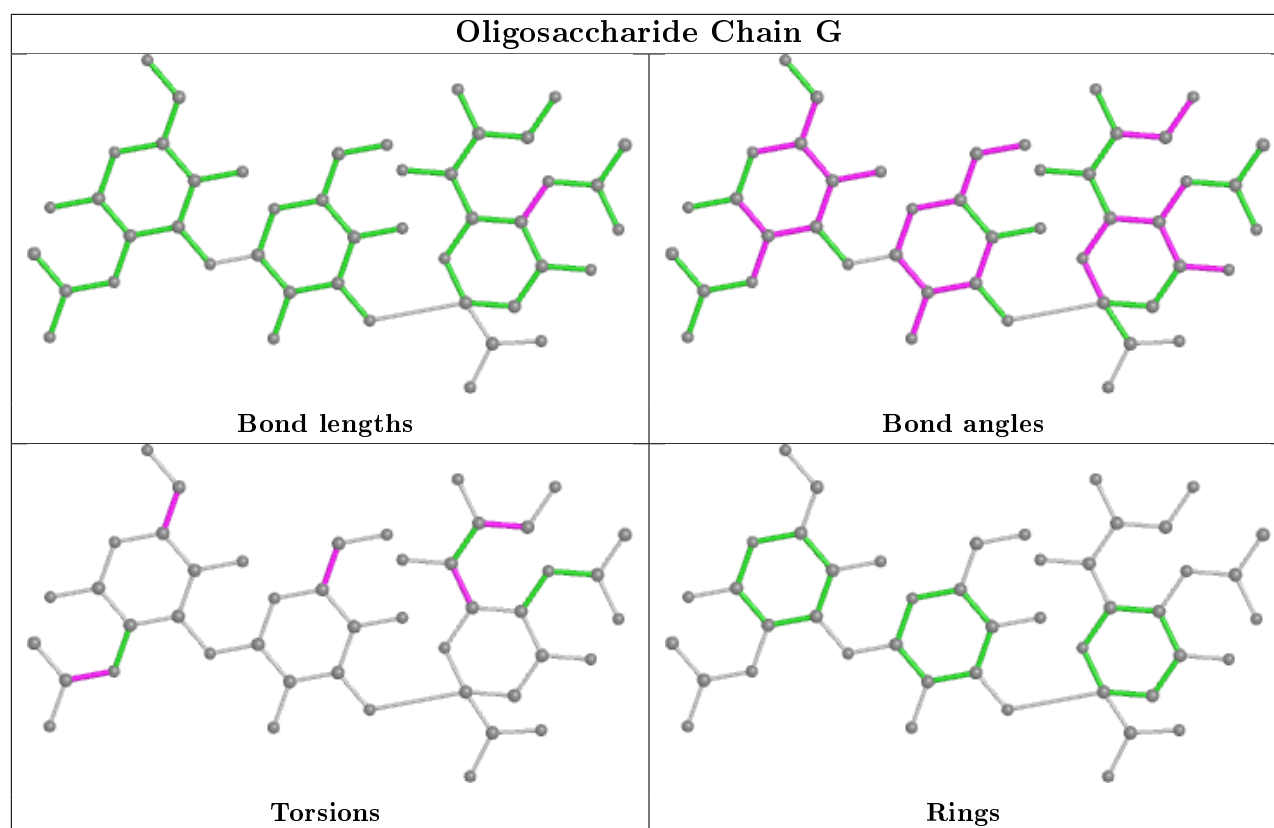 Oligosaccharide Chain G
Bond lengths
Bond angles
Torsions
Rings